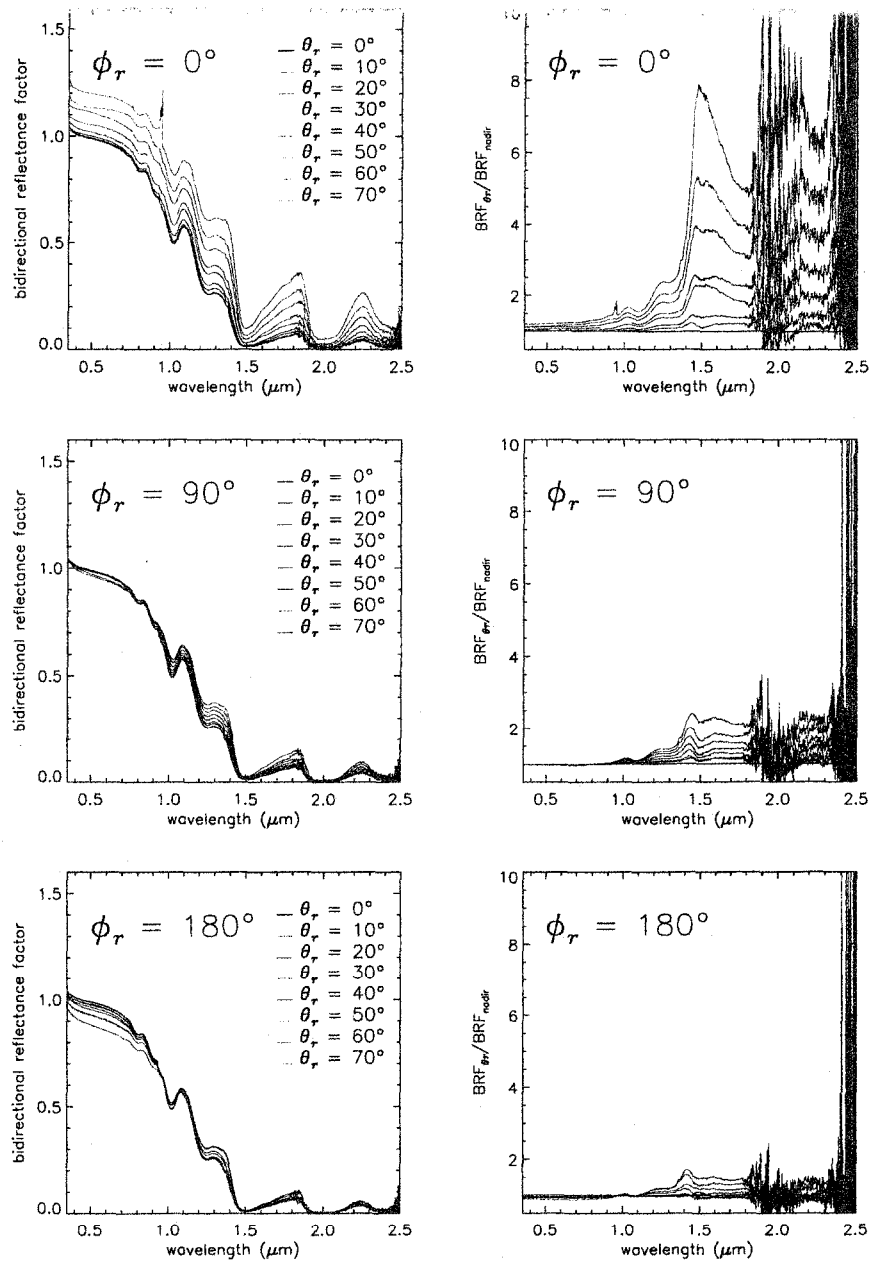 bidirectional reflectance factor
1.5
1.0
0.5
0.0
ϕr = 0°
θr = 0°
θr = 10°
θr = 20°
θr = 30°
θr = 40°
θr = 50°
θr = 60°
θr = 70°
0.5 1.0 1.5 2.0 2.5
wavelength (μm)
BRFθr/BRFnadir
10
8
6
4
2
ϕr = 0°
0.5 1.0 1.5 2.0 2.5
wavelength (μm)
bidirectional reflectance factor
1.5
1.0
0.5
0.0
ϕr = 90°
θr = 0°
θr = 10°
θr = 20°
θr = 30°
θr = 40°
θr = 50°
θr = 60°
θr = 70°
0.5 1.0 1.5 2.0 2.5
wavelength (μm)
BRFθr/BRFnadir
10
8
6
4
2
ϕr = 90°
0.5 1.0 1.5 2.0 2.5
wavelength (μm)
bidirectional reflectance factor
1.5
1.0
0.5
0.0
ϕr = 180°
θr = 0°
θr = 10°
θr = 20°
θr = 30°
θr = 40°
θr = 50°
θr = 60°
θr = 70°
0.5 1.0 1.5 2.0 2.5
wavelength (μm)
BRFθr/BRFnadir
10
8
6
4
2
ϕr = 180°
0.5 1.0 1.5 2.0 2.5
wavelength (μm)